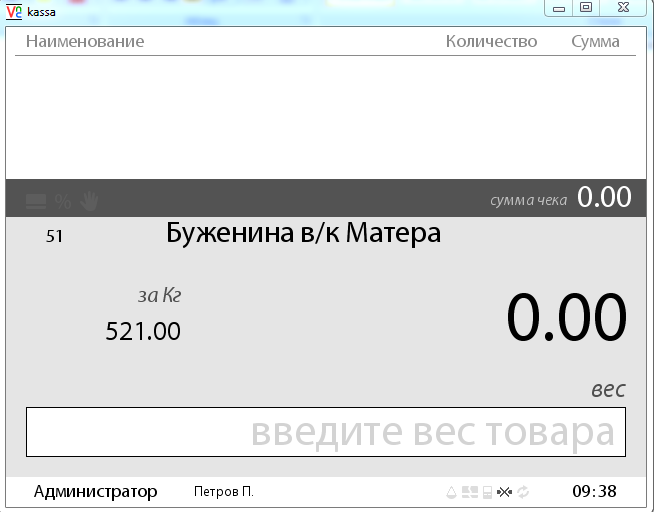 kassa
Наименование Количество Сумма
% сумма чека 0.00
51 Буженина в/к Матера
за Кг
521.00 0.00
вес
введите вес товара
Администратор Петров П. 09:38